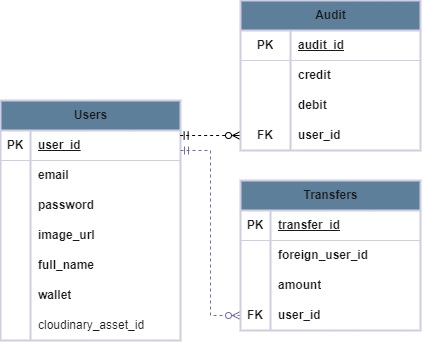 Audit
PK audit_id
credit
debit
FK user_id
Users
PK user_id
email
password
image_url
full_name
wallet
cloudinary_asset_id
Transfers
PK transfer_id
foreign_user_id
amount
FK user_id